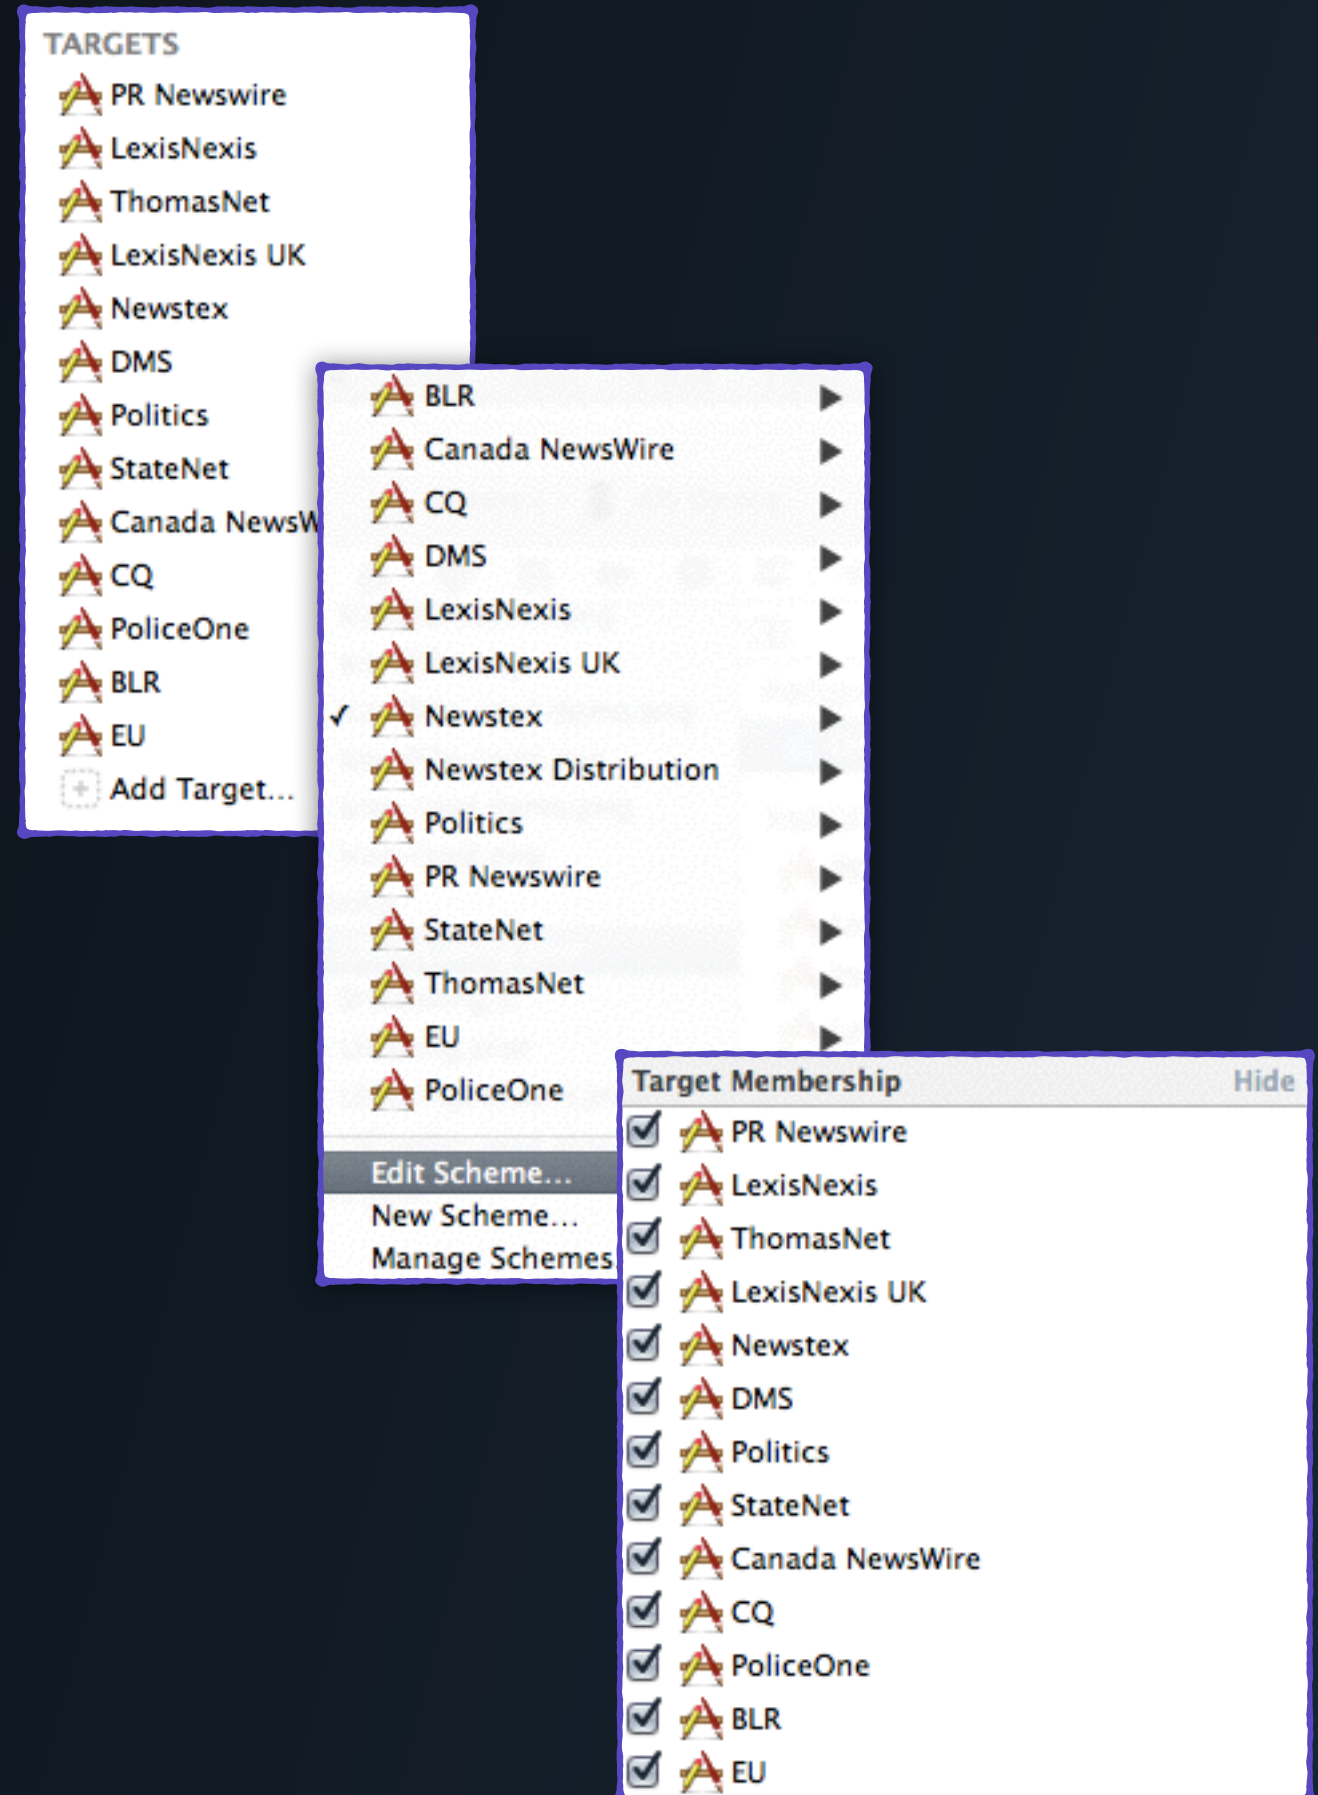 TARGETS
PR Newswire
LexisNexis
ThomasNet
LexisNexis UK
Newstex
DMS
Politics
StateNet
Canada NewsW
CQ
PoliceOne
BLR
EU
Add Target...
BLR
Canada NewsWire
CQ
DMS
LexisNexis
LexisNexis UK
✓ Newstex
Newstex Distribution
Politics
PR Newswire
StateNet
ThomasNet
EU
PoliceOne
Edit Scheme...
New Scheme...
Manage Schemes
Target Membership Hide
PR Newswire
LexisNexis
ThomasNet
LexisNexis UK
Newstex
DMS
Politics
StateNet
Canada NewsWire
CQ
PoliceOne
BLR
EU